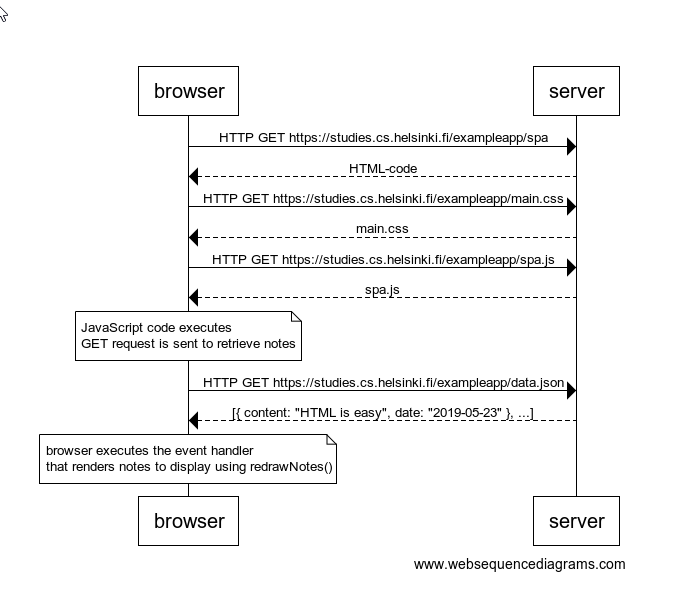 browser
server
HTTP GET https://studies.cs.helsinki.fi/exampleapp/spa
HTML-code
HTTP GET https://studies.cs.helsinki.fi/exampleapp/main.css
main.css
HTTP GET https://studies.cs.helsinki.fi/exampleapp/spa.js
spa.js
JavaScript code executes
GET request is sent to retrieve notes
HTTP GET https://studies.cs.helsinki.fi/exampleapp/data.json
[{ content: "HTML is easy", date: "2019-05-23" }, ...]
browser executes the event handler
that renders notes to display using redrawNotes()
browser
server
www.websequencediagrams.com